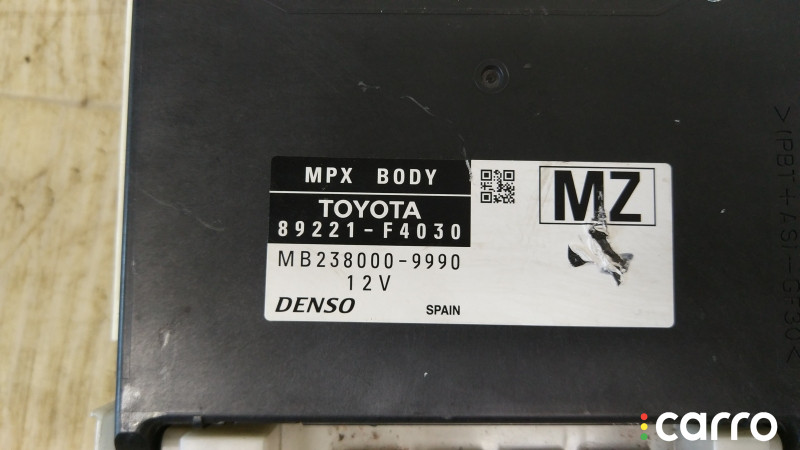 MPX BODY
TOYOTA
89221-F4030
MB238000-9990
12V
DENSO
SPAIN
MZ
carro